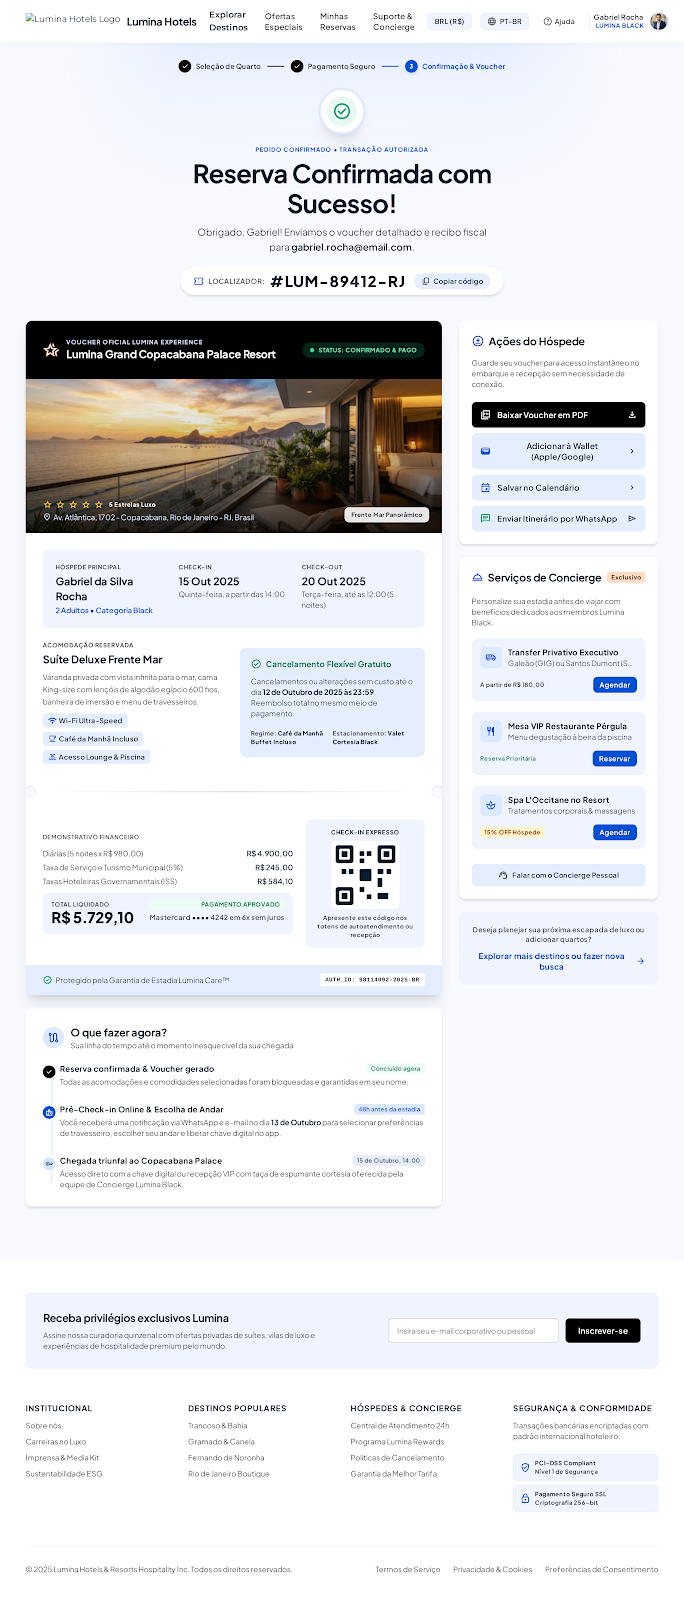 Lumina Hotels Logo
Lumina Hotels
Explorar
Destinos
Ofertas
Especiais
Minhas
Reservas
Suporte &
Concierge
BRL (R$)
PT-BR
Ajuda
Gabriel Rocha
LUMINA BLACK
Seleção de Quarto
Pagamento Seguro
3 Confirmação & Voucher
PEDIDO CONFIRMADO • TRANSAÇÃO AUTORIZADA
Reserva Confirmada com
Sucesso!
Obrigado, Gabriel! Enviamos o voucher detalhado e recibo fiscal
para gabriel.rocha@email.com.
LOCALIZADOR: #LUM-89412-RJ Copiar código
VOUCHER OFICIAL LUMINA EXPERIENCE
Lumina Grand Copacabana Palace Resort
STATUS: CONFIRMADO & PAGO
5 Estrelas Luxo
Av. Atlântica, 1702 - Copacabana, Rio de Janeiro - RJ, Brasil
Frente Mar Panorâmico
HÓSPEDE PRINCIPAL
Gabriel da Silva
Rocha
2 Adultos • Categoria Black
CHECK-IN
15 Out 2025
Quinta-feira, a partir das 14:00
CHECK-OUT
20 Out 2025
Terça-feira, até as 12:00 (5
noites)
ACOMODAÇÃO RESERVADA
Suíte Deluxe Frente Mar
Varanda privada com vista infinita para o mar, cama
King-size com lençóis de algodão egípcio 600 fios,
banheira de imersão e menu de travesseiros.
Wi-Fi Ultra-Speed
Café da Manhã Incluso
Acesso Lounge & Piscina
Cancelamento Flexível Gratuito
Cancelamentos ou alterações sem custo até o
dia 12 de Outubro de 2025 às 23:59.
Reembolso total no mesmo meio de
pagamento.
Regime: Café da Manhã
Buffet Incluso
Estacionamento: Valet
Cortesia Black
DEMONSTRATIVO FINANCEIRO
Diárias (5 noites x R$ 980,00) R$ 4.900,00
Taxa de Serviço e Turismo Municipal (5%) R$ 245,00
Taxas Hoteleiras Governamentais (ISS) R$ 584,10
TOTAL LIQUIDADO
R$ 5.729,10
PAGAMENTO APROVADO
Mastercard •••• 4242 em 6x sem juros
CHECK-IN EXPRESSO
Apresente este código nos
totens de autoatendimento ou
recepção
Protegido pela Garantia de Estadia Lumina Care™
AUTH_ID: 98114092-2025-BR
O que fazer agora?
Sua linha do tempo até o momento inesquecível da sua chegada
Reserva confirmada & Voucher gerado
Concluído agora
Todas as acomodações e comodidades selecionadas foram bloqueadas e garantidas em seu nome.
Pré-Check-in Online & Escolha de Andar
48h antes da estadia
Você receberá uma notificação via WhatsApp e e-mail no dia 13 de Outubro para selecionar preferências
de travesseiro, escolher seu andar e liberar chave digital no app.
Chegada triunfal ao Copacabana Palace
15 de Outubro, 14:00
Acesso direto com a chave digital ou recepção VIP com taça de espumante cortesia oferecida pela
equipe de Concierge Lumina Black.
Ações do Hóspede
Guarde seu voucher para acesso instantâneo no
embarque e recepção sem necessidade de
conexão.
Baixar Voucher em PDF
Adicionar à Wallet
(Apple/Google)
Salvar no Calendário
Enviar Itinerário por WhatsApp
Serviços de Concierge
Exclusivo
Personalize sua estadia antes de viajar com
benefícios dedicados aos membros Lumina
Black.
Transfer Privativo Executivo
Galeão (GIG) ou Santos Dumont (S...
A partir de R$ 180,00
Agendar
Mesa VIP Restaurante Pérgula
Menu degustação à beira da piscina
Reserva Prioritária
Reservar
Spa L'Occitane no Resort
Tratamentos corporais & massagens
15% OFF Hóspede
Agendar
Falar com o Concierge Pessoal
Deseja planejar sua próxima escapada de luxo ou
adicionar quartos?
Explorar mais destinos ou fazer nova
busca
Receba privilégios exclusivos Lumina
Assine nossa curadoria quinzenal com ofertas privadas de suítes, vilas de luxo e
experiências de hospitalidade premium pelo mundo.
Insira seu e-mail corporativo ou pessoal
Inscrever-se
INSTITUCIONAL
Sobre nós
Carreiras no Luxo
Imprensa & Media Kit
Sustentabilidade ESG
DESTINOS POPULARES
Trancoso & Bahia
Gramado & Canela
Fernando de Noronha
Rio de Janeiro Boutique
HÓSPEDES & CONCIERGE
Central de Atendimento 24h
Programa Lumina Rewards
Políticas de Cancelamento
Garantia da Melhor Tarifa
SEGURANÇA & CONFORMIDADE
Transações bancárias encriptadas com
padrão internacional hoteleiro.
PCI-DSS Compliant
Nível 1 de Segurança
Pagamento Seguro SSL
Criptografia 256-bit
© 2025 Lumina Hotels & Resorts Hospitality Inc. Todos os direitos reservados.
Termos de Serviço
Privacidade & Cookies
Preferências de Consentimento